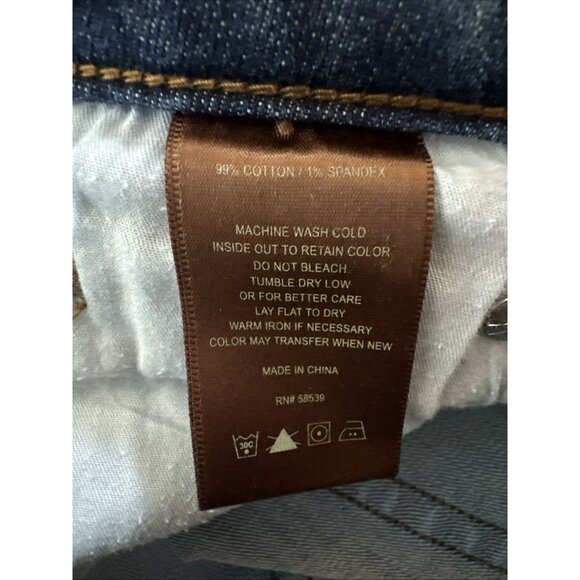 99% COTTON / 1% SPANDEX
MACHINE WASH COLD
INSIDE OUT TO RETAIN COLOR
DO NOT BLEACH
TUMBLE DRY LOW
OR FOR BETTER CARE
LAY FLAT TO DRY
WARM IRON IF NECESSARY
COLOR MAY TRANSFER WHEN NEW
MADE IN CHINA
RN# 58539
30C